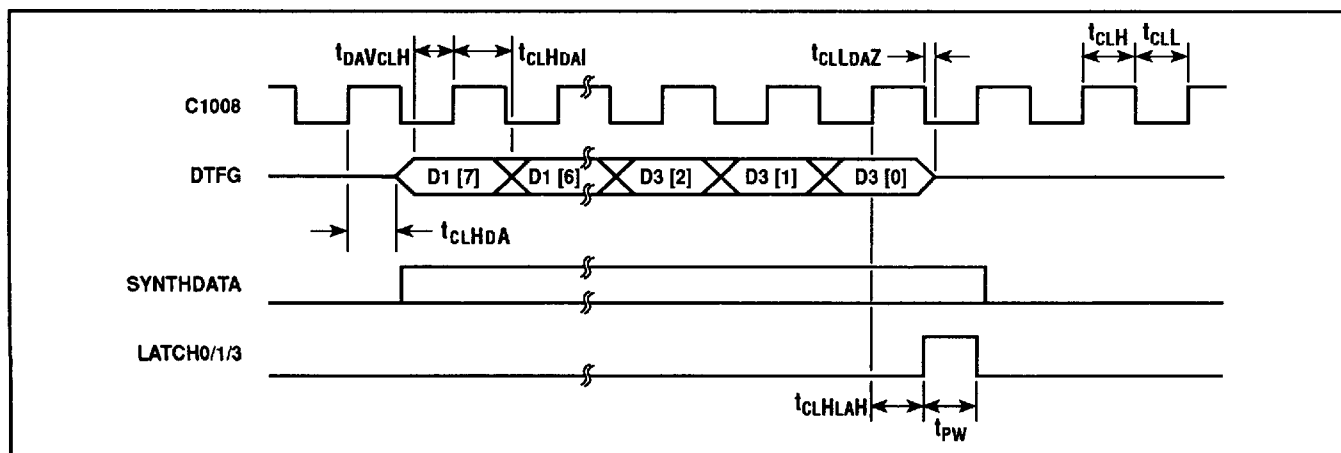 tDAVCLH
tCLHDAI
tCLLDAZ
tCLH
tCLL
C1008
DTFG
D1 [7]
D1 [6]
D3 [2]
D3 [1]
D3 [0]
tCLHDA
SYNTHDATA
LATCH0/1/3
tCLHLAH
tPW